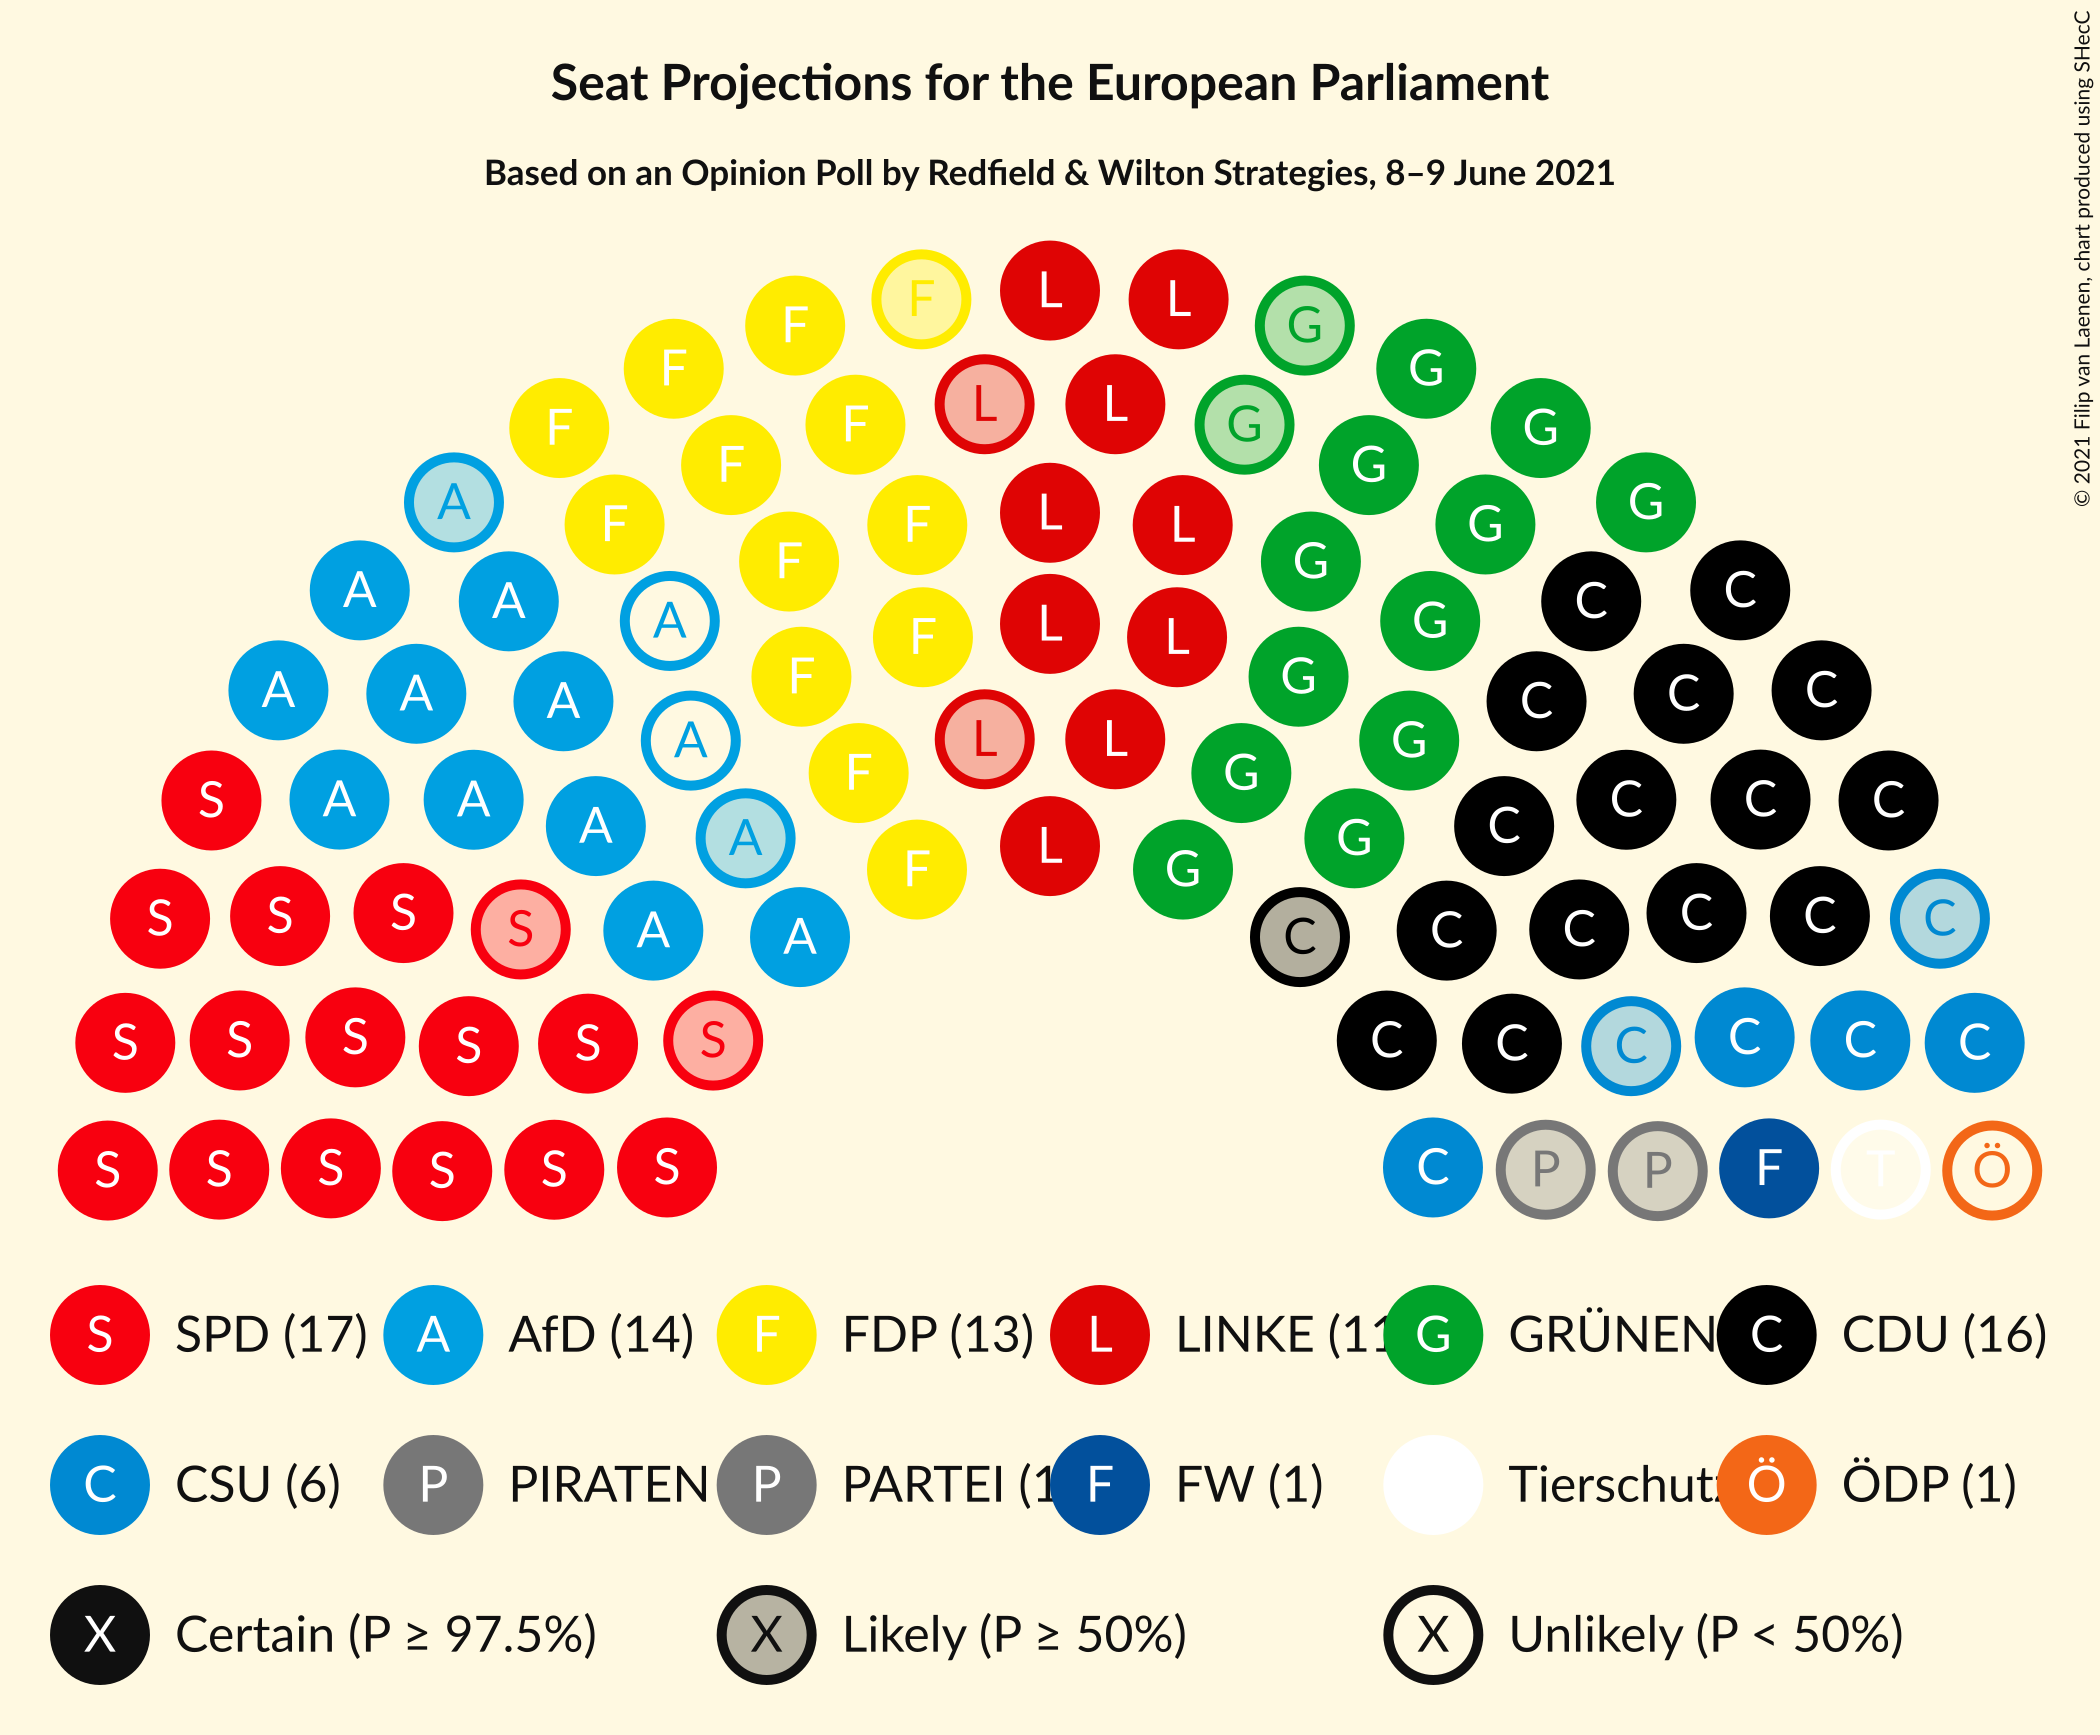 Seat Projections for the European Parliament
Based on an Opinion Poll by Redfield & Wilton Strategies, 8–9 June 2021
© 2021 Filip van Laenen, chart produced using SHecC
F L L
F G
F G
L L
F F G G
F G
A L G
F F L G
F G
A A C C
A F L L G
A A A F G C C C
A L L G
S A A F G C C C
A A L G C
F G
S S S S A A C C C C C C
S S S S S S C C C C C C
S S S S S S C P P F T Ö
S SPD (17) A AfD (14) F FDP (13) L LINKE (11 G GRÜNEN C CDU (16)
C CSU (6) P PIRATEN P PARTEI (1 F FW (1) Tierschutz Ö ÖDP (1)
X Certain (P ≥ 97.5%) X Likely (P ≥ 50%) X Unlikely (P < 50%)